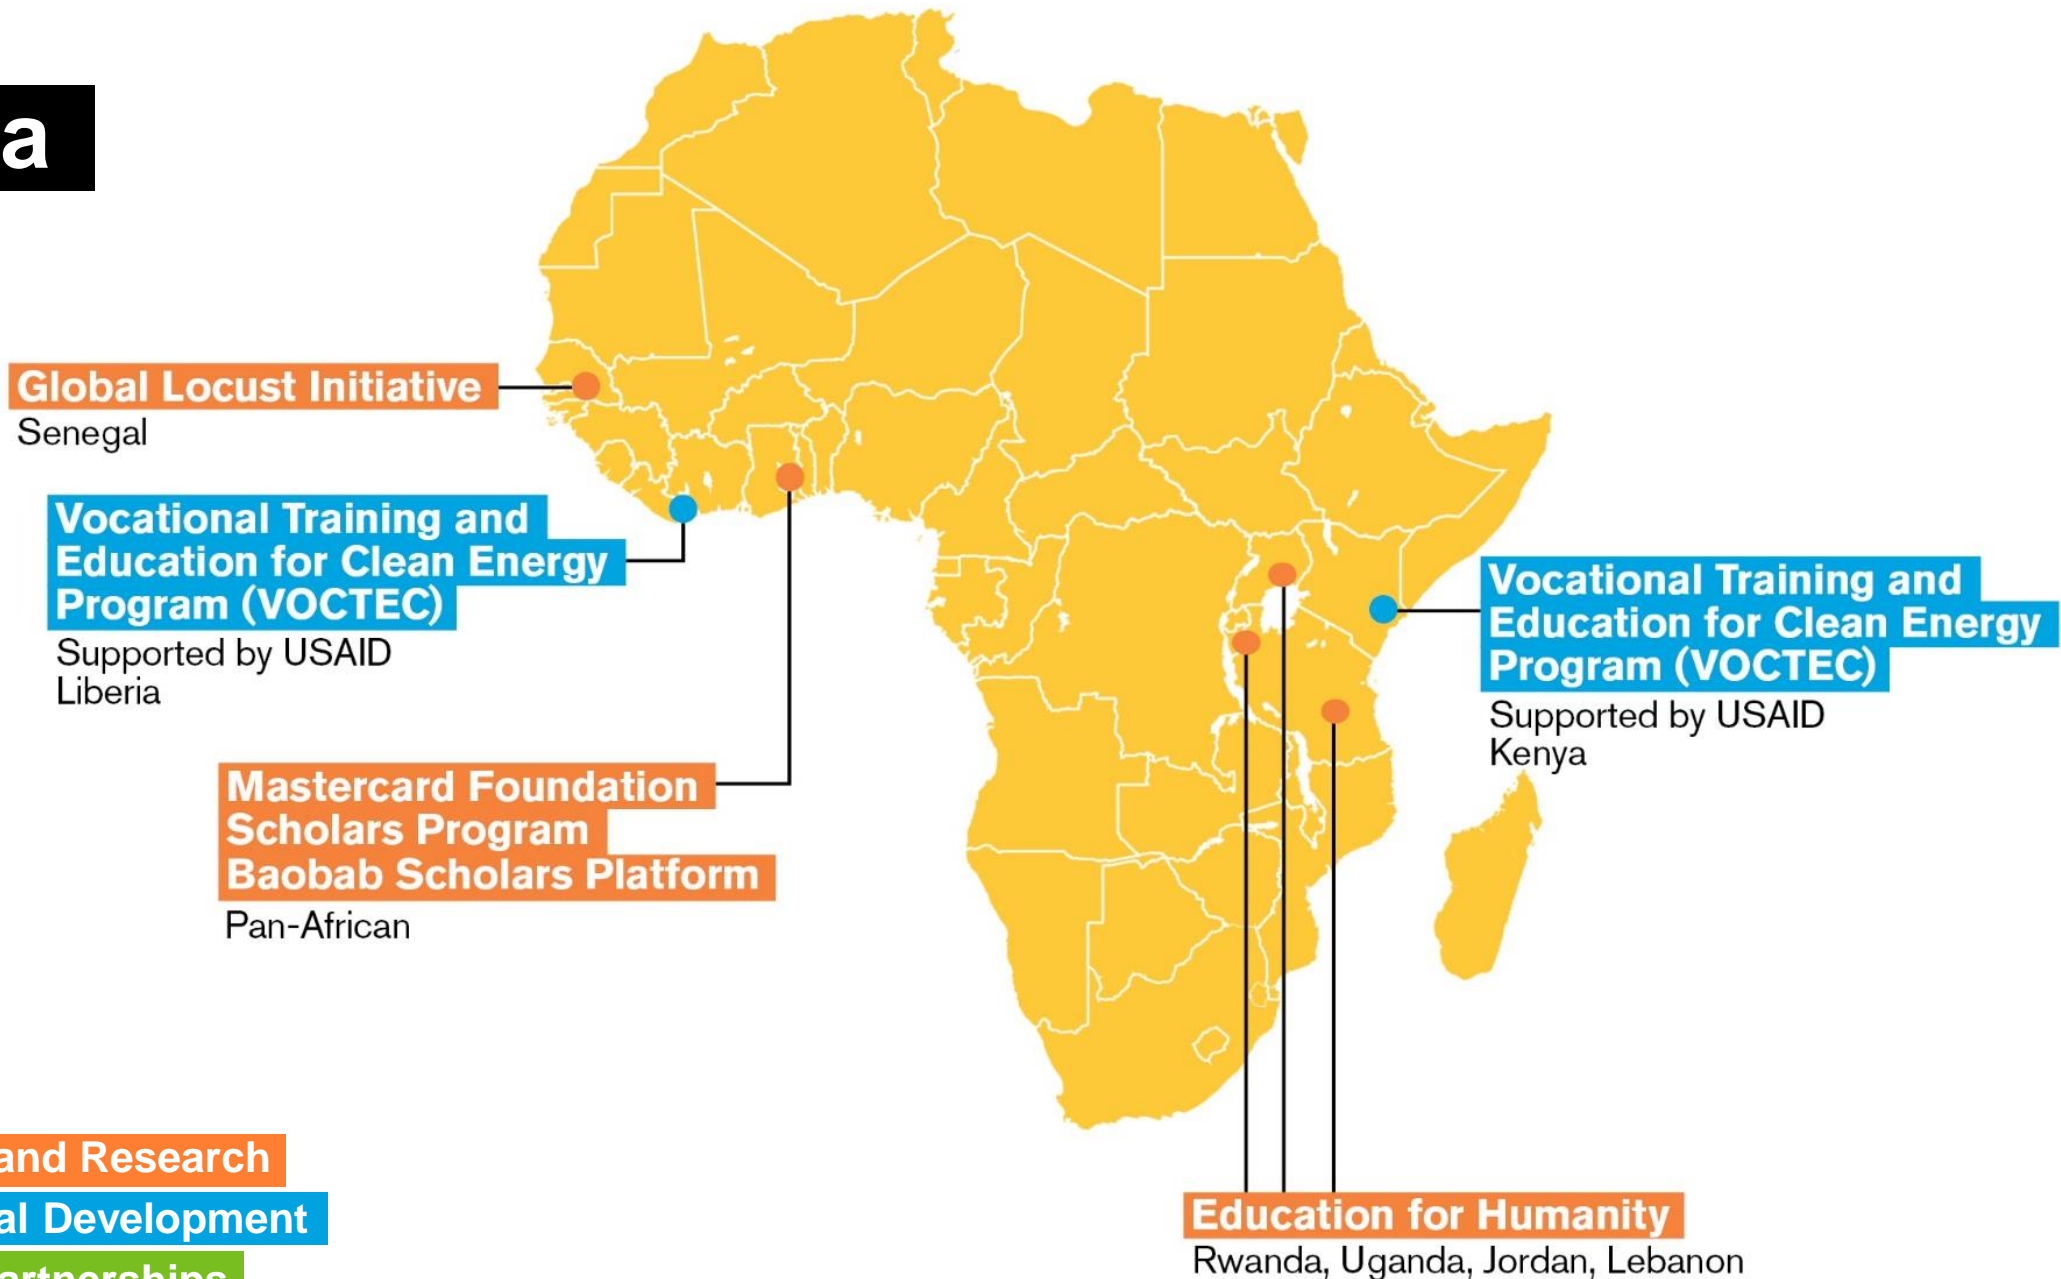 a
Global Locust Initiative
Senegal
Vocational Training and
Education for Clean Energy
Program (VOCTEC)
Supported by USAID
Liberia
Mastercard Foundation
Scholars Program
Baobab Scholars Platform
Pan-African
Vocational Training and
Education for Clean Energy
Program (VOCTEC)
Supported by USAID
Kenya
Education for Humanity
Rwanda, Uganda, Jordan, Lebanon
and Research
al Development
artnerships